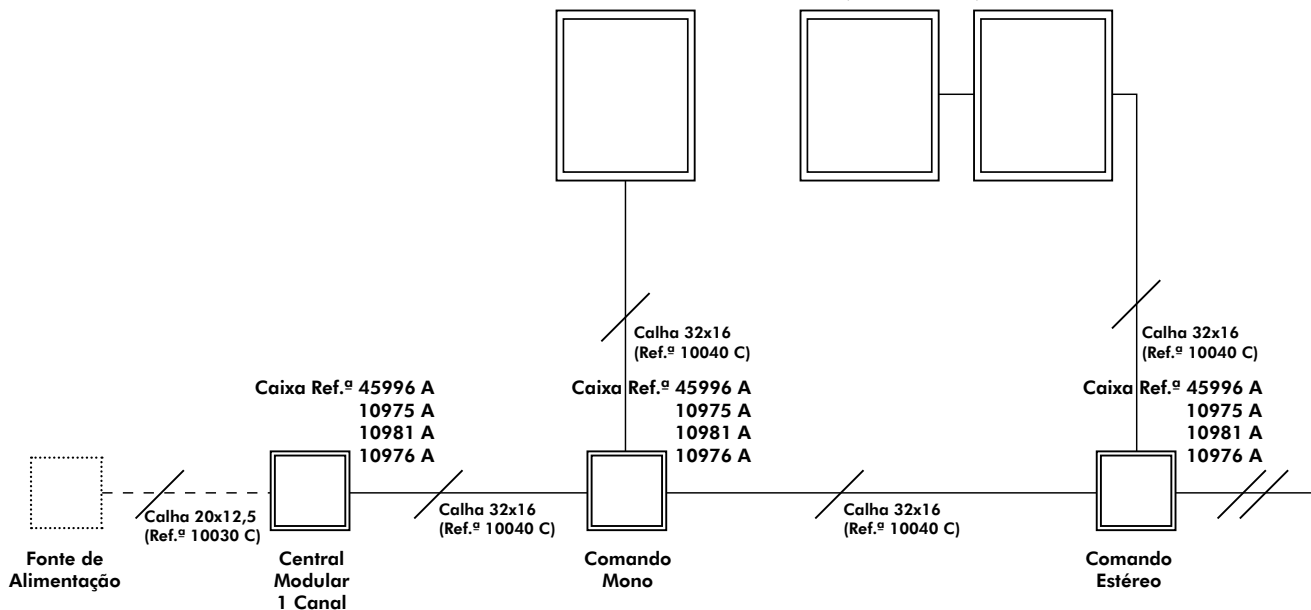 Calha 32x16
(Ref.ª 10040 C)
Calha 32x16
(Ref.ª 10040 C)
Caixa Ref.ª 45996 A
10975 A
10981 A
10976 A
Caixa Ref.ª 45996 A
10975 A
10981 A
10976 A
Caixa Ref.ª 45996 A
10975 A
10981 A
10976 A
Calha 20x12,5
(Ref.ª 10030 C)
Calha 32x16
(Ref.ª 10040 C)
Calha 32x16
(Ref.ª 10040 C)
Fonte de
Alimentação
Central
Modular
1 Canal
Comando
Mono
Comando
Estéreo